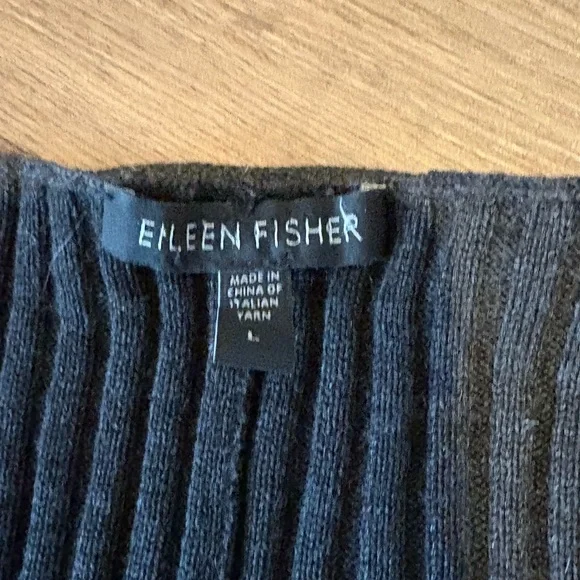 EILEEN FISHER
MADE IN
CHINA OF
ITALIAN
YARN
L